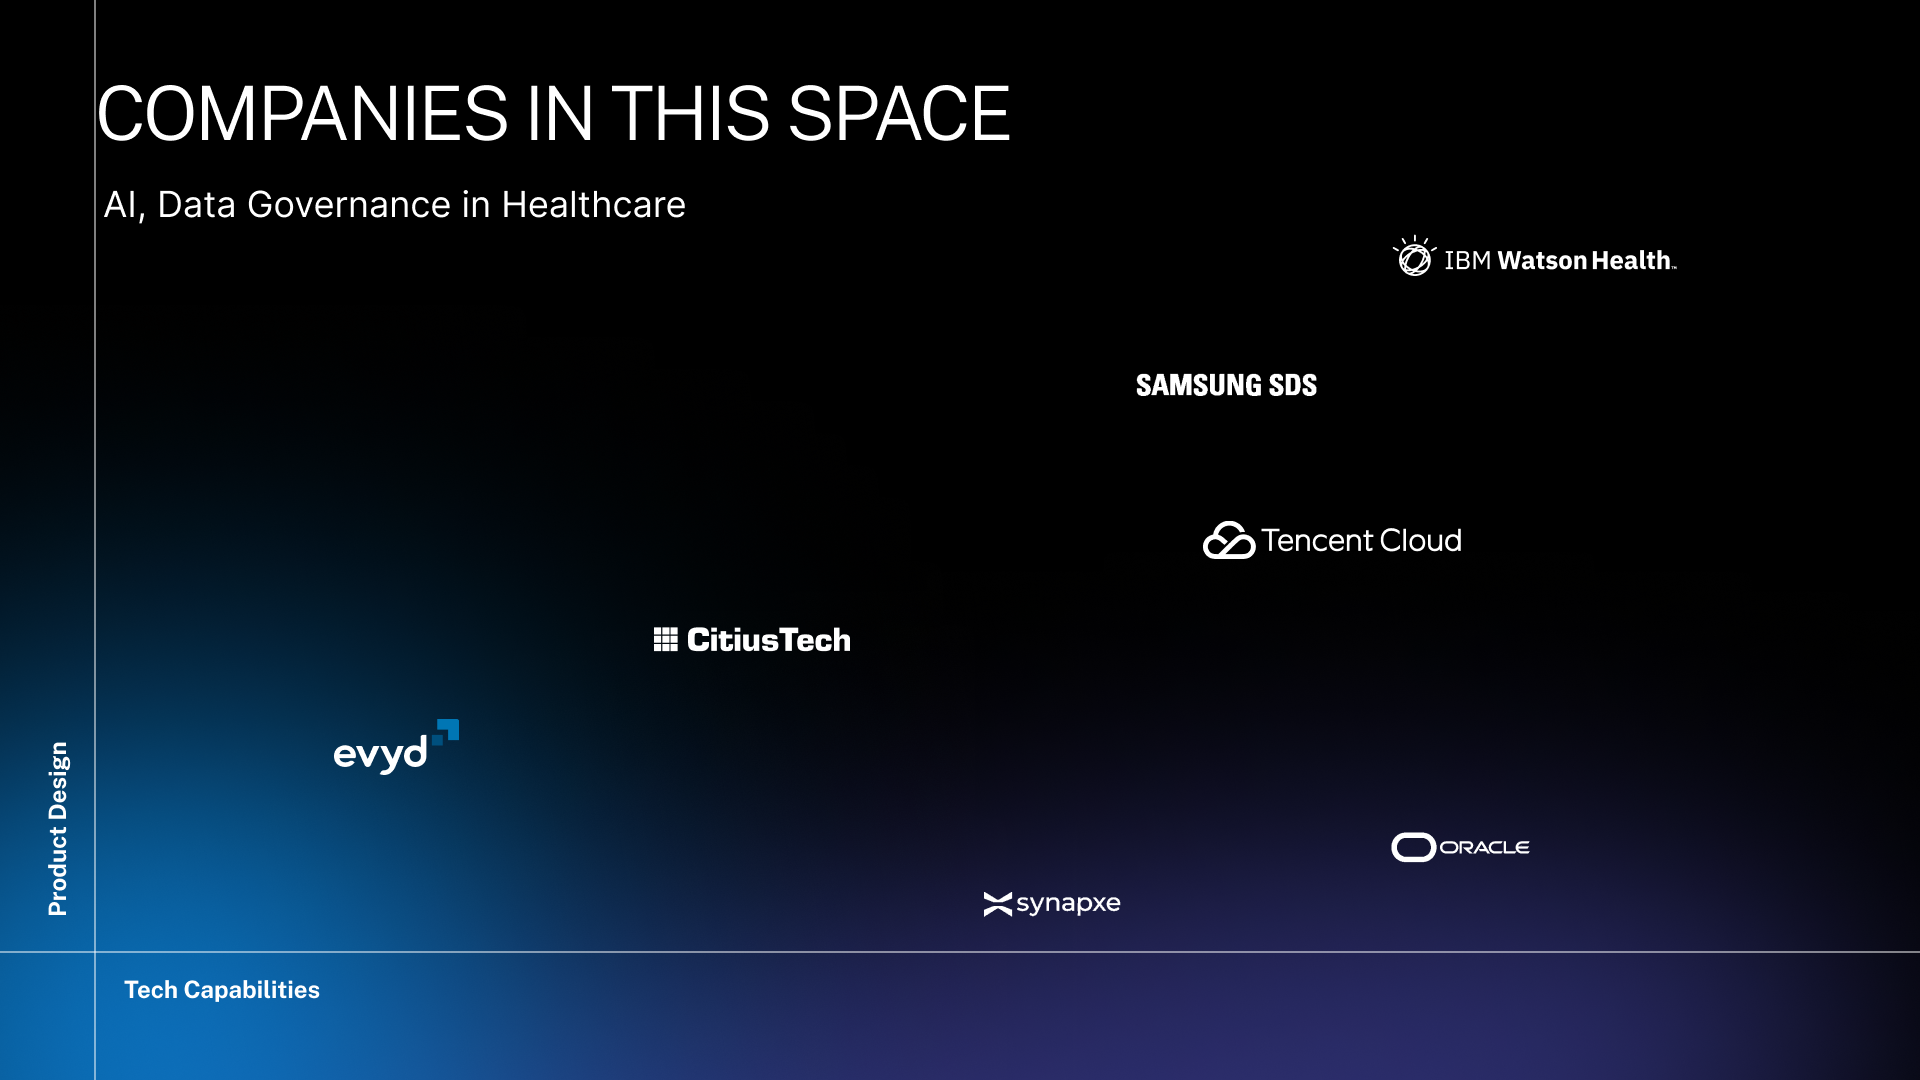 COMPANIES IN THIS SPACE
AI, Data Governance in Healthcare
IBM Watson Health™
SAMSUNG SDS
Tencent Cloud
CitiusTech
evyd
ORACLE
synapxe
Product Design
Tech Capabilities